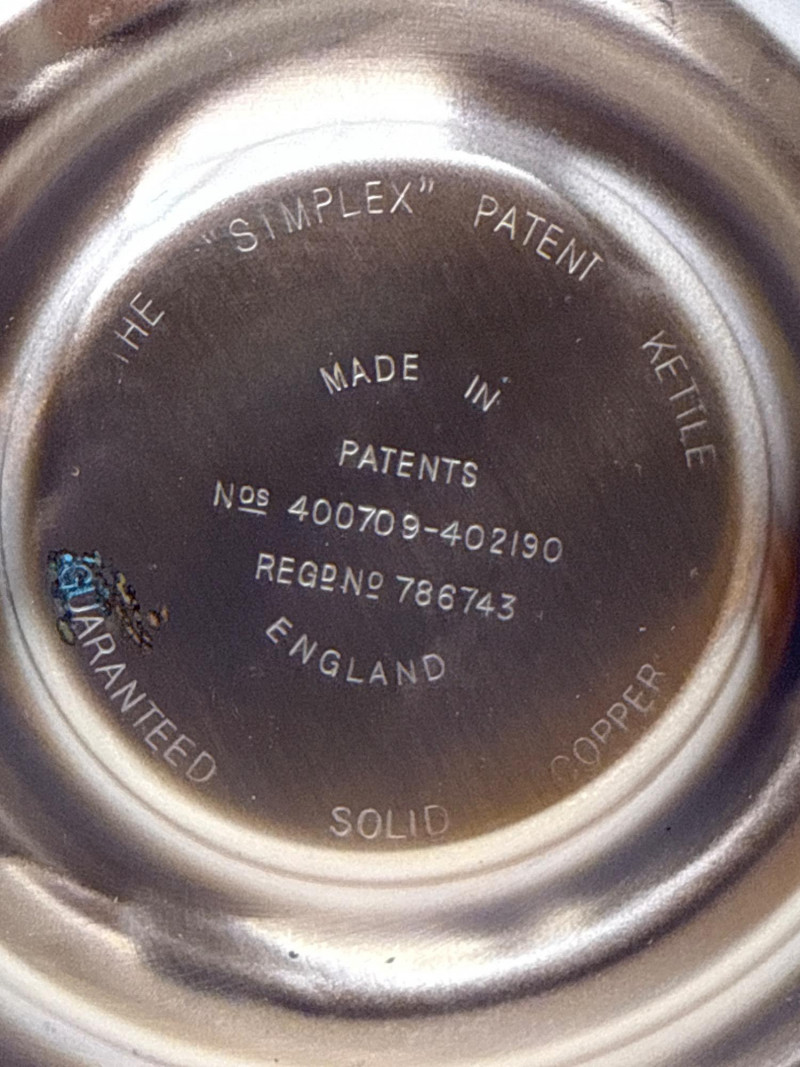 THE "SIMPLEX" PATENT KETTLE
MADE IN
PATENTS
Nos 400709-402190
REGD. No 786743
ENGLAND
GUARANTEED SOLID COPPER